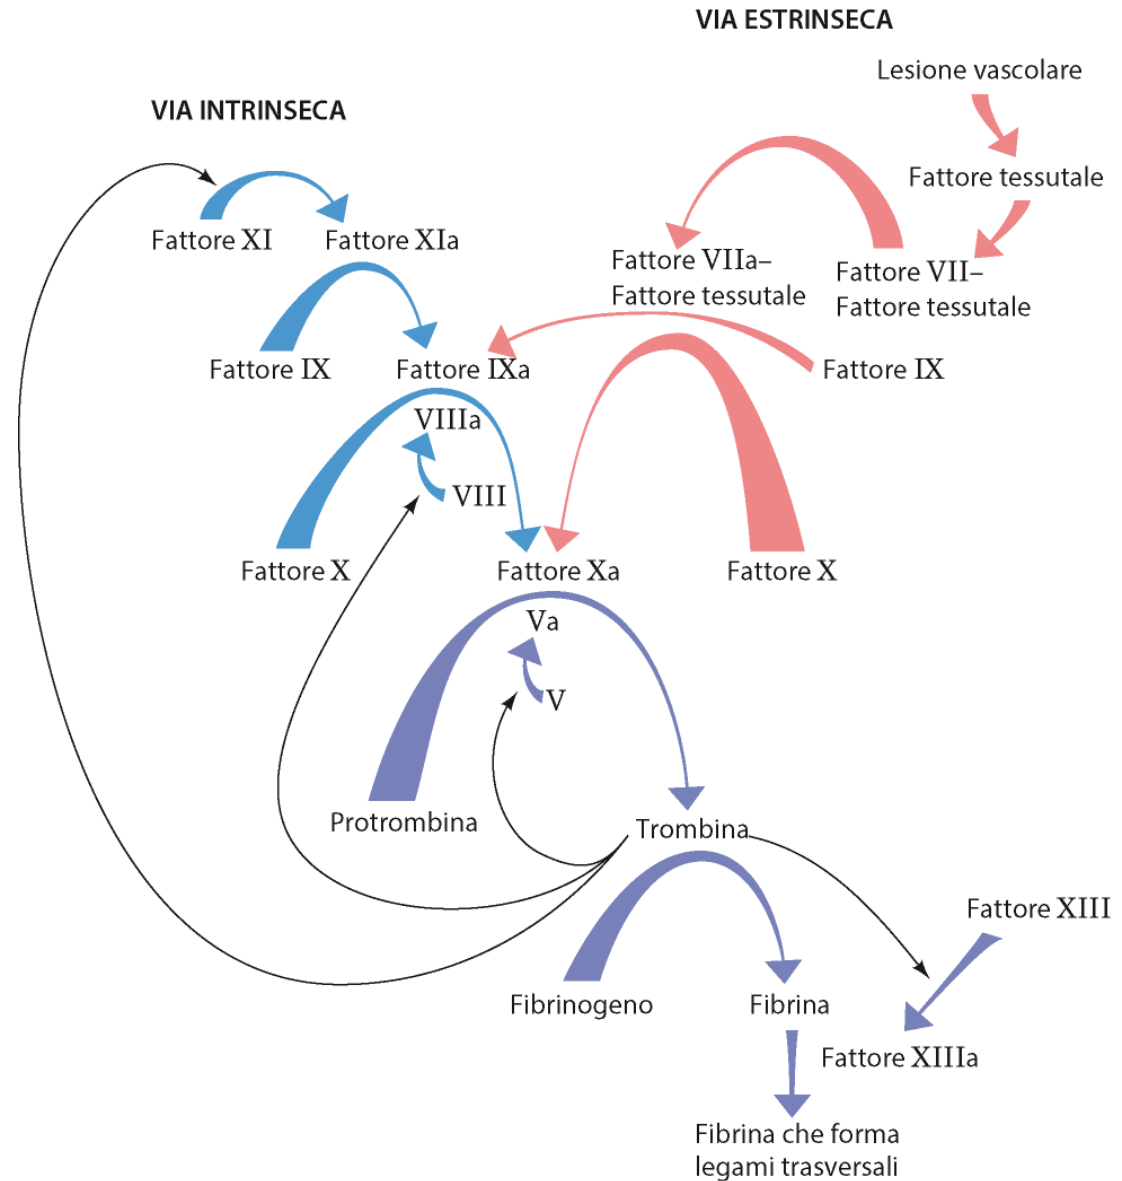 VIA ESTRINSECA
Lesione vascolare
VIA INTRINSECA
Fattore tessutale
Fattore XI
Fattore XIa
Fattore VIIa–
Fattore tessutale
Fattore VII–
Fattore tessutale
Fattore IX
Fattore IXa
Fattore IX
VIIIa
VIII
Fattore X
Fattore Xa
Fattore X
Va
V
Protrombina
Trombina
Fattore XIII
Fibrinogeno
Fibrina
Fattore XIIIa
Fibrina che forma
legami trasversali